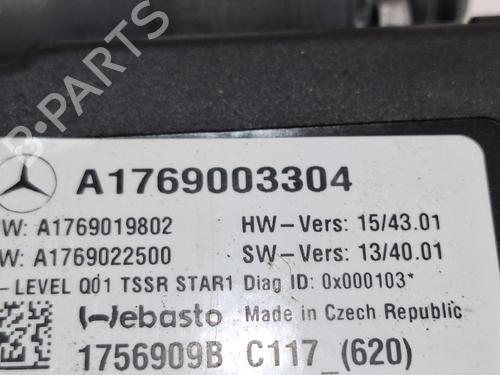 B-PARTS
A1769003304
W: A1769019802 HW-Vers: 15/43.01
W: A1769022500 SW-Vers: 13/40.01
-LEVEL Q01 TSSR STAR1 Diag ID: 0x000103*
Webasto Made in Czech Republic
1756909B C117_(620)